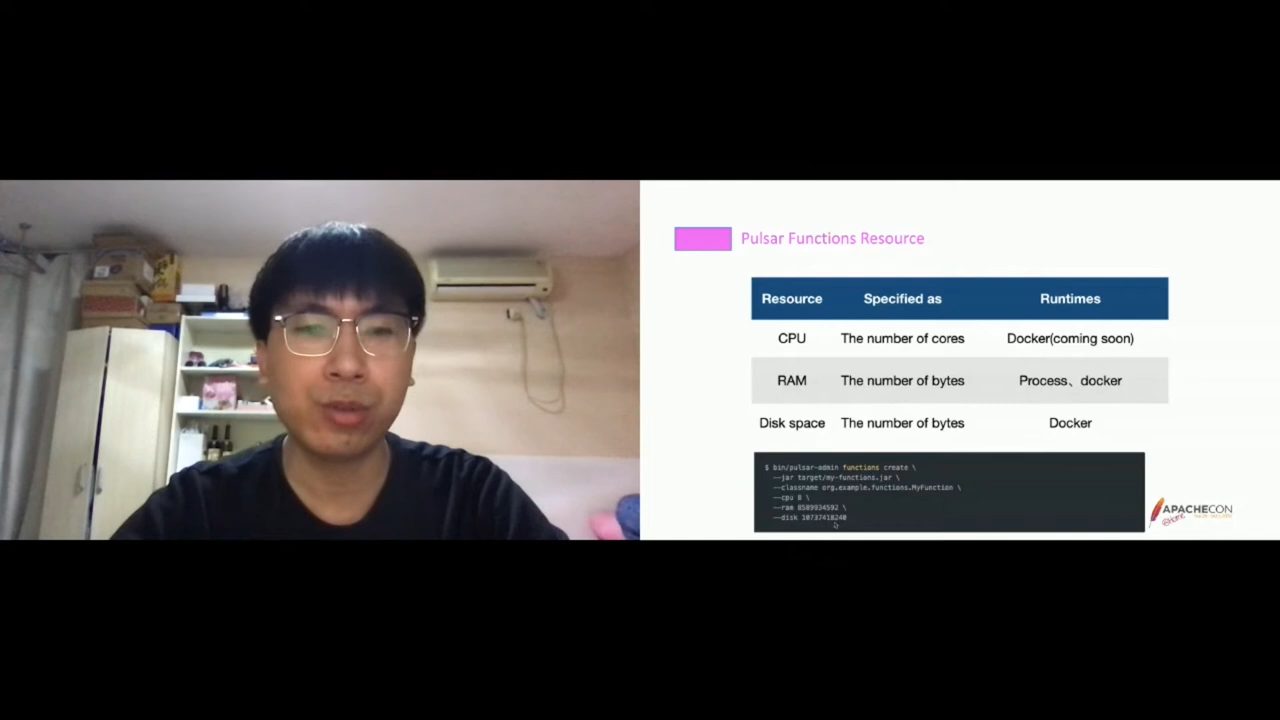 Pulsar Functions Resource
Resource Specified as Runtimes
CPU The number of cores Docker(coming soon)
RAM The number of bytes Process、docker
Disk space The number of bytes Docker
$ bin/pulsar-admin functions create \
--jar target/my-functions.jar \
--classname org.example.functions.MyFunction \
--cpu 8 \
--ram 8589934592 \
--disk 10737418240
APACHECON
@Home